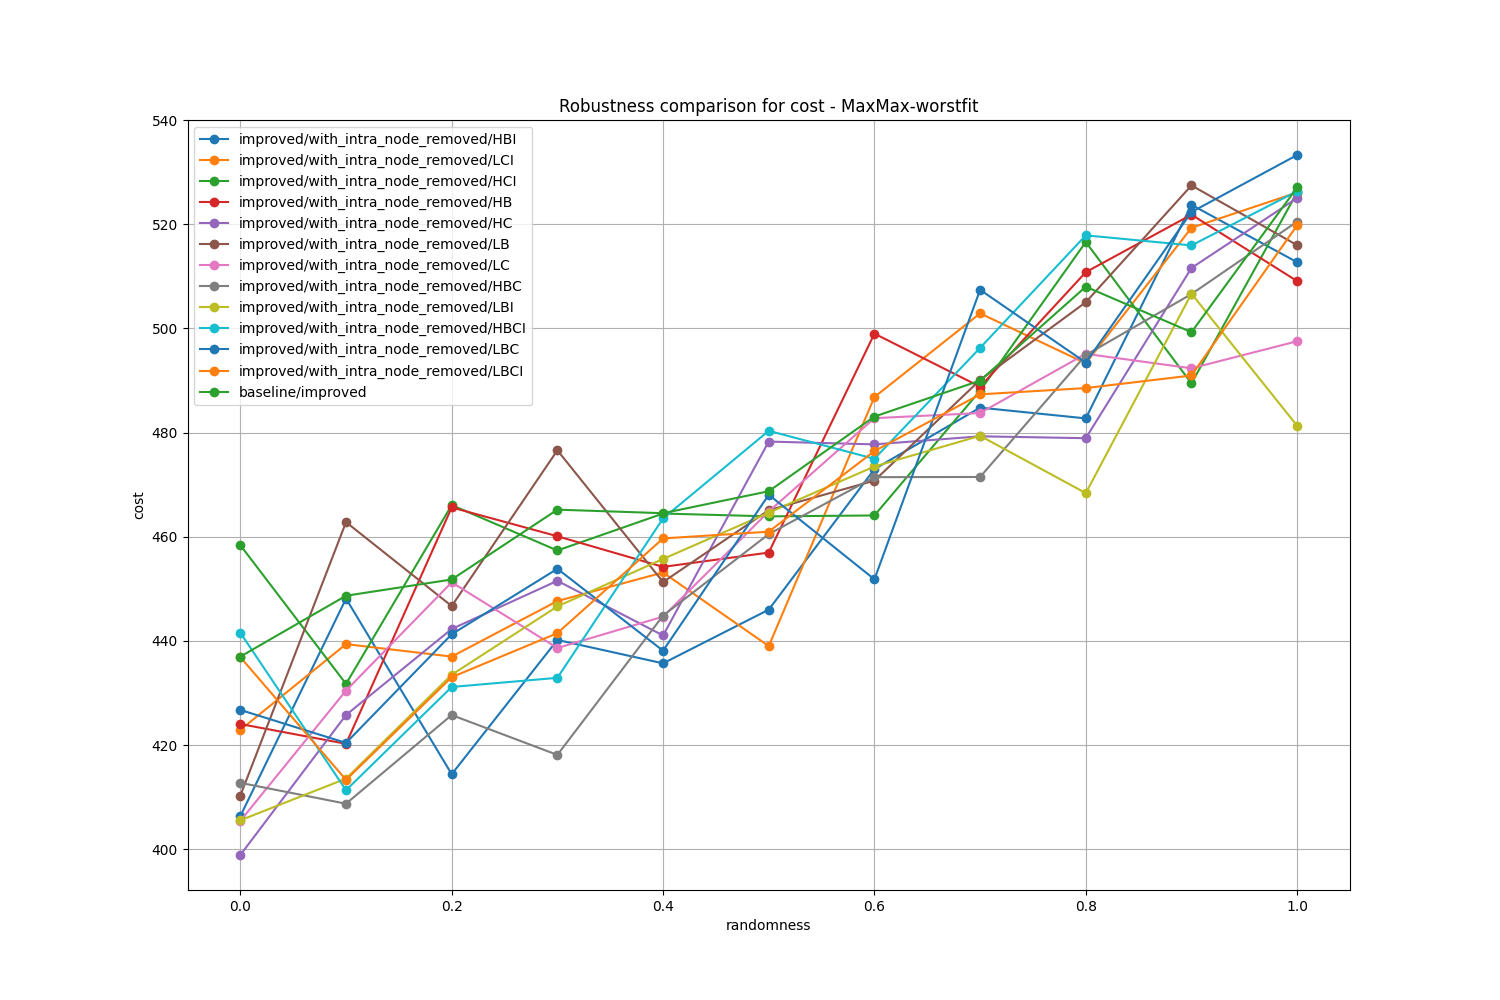 Robustness comparison for cost - MaxMax-worstfit
540
520
500
480
460
440
420
400
cost
improved/with_intra_node_removed/HBI
improved/with_intra_node_removed/LCI
improved/with_intra_node_removed/HCI
improved/with_intra_node_removed/HB
improved/with_intra_node_removed/HC
improved/with_intra_node_removed/LB
improved/with_intra_node_removed/LC
improved/with_intra_node_removed/HBC
improved/with_intra_node_removed/LBI
improved/with_intra_node_removed/HBCI
improved/with_intra_node_removed/LBC
improved/with_intra_node_removed/LBCI
baseline/improved
0.0 0.2 0.4 0.6 0.8 1.0
randomness